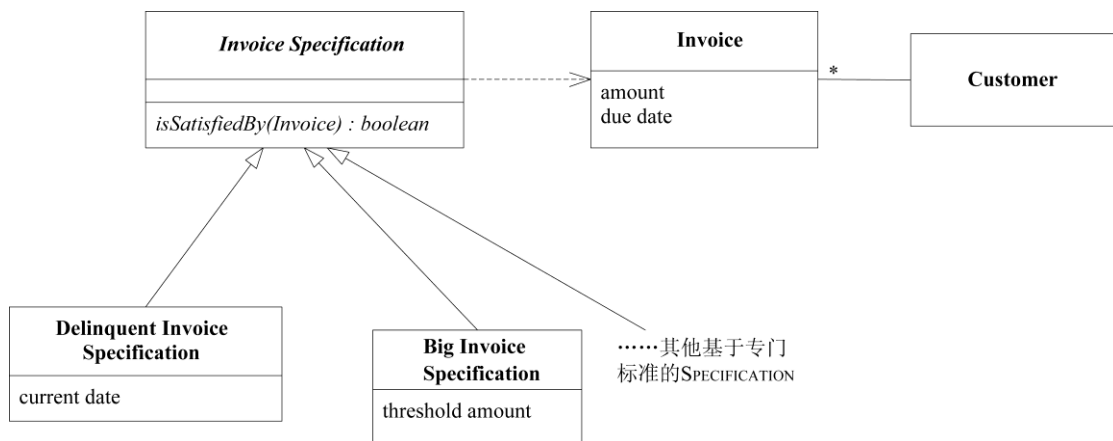 Invoice Specification
isSatisfiedBy(Invoice) : boolean
Invoice
amount
due date
*
Customer
Delinquent Invoice
Specification
current date
Big Invoice
Specification
threshold amount
……其他基于专门
标准的SPECIFICATION